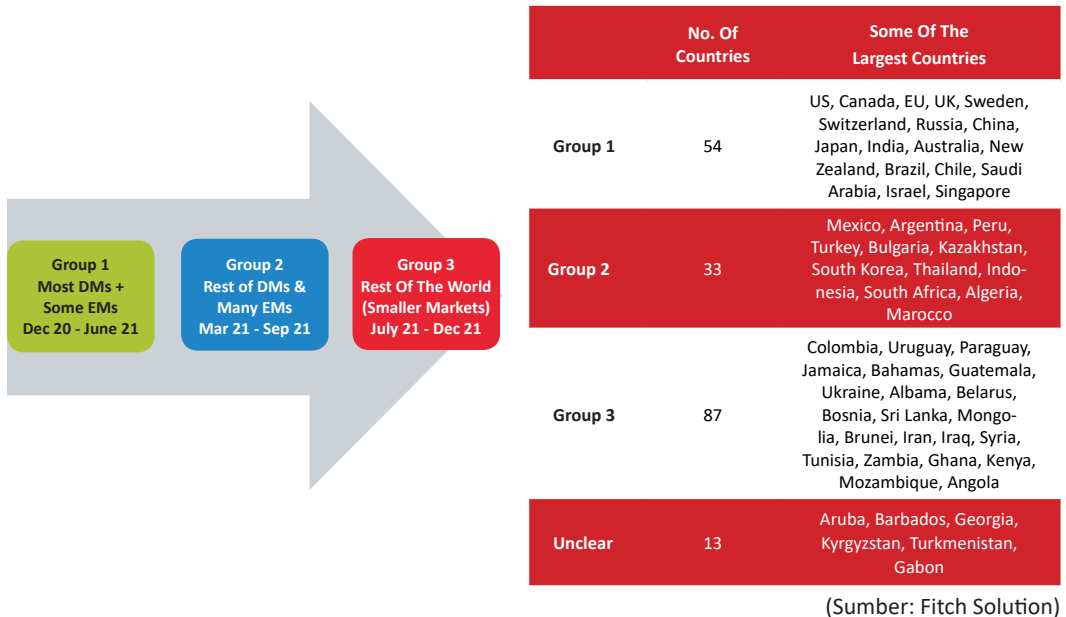 Group 1
Most DMs +
Some EMs
Dec 20 - June 21
Group 2
Rest of DMs &
Many EMs
Mar 21 - Sep 21
Group 3
Rest Of The World
(Smaller Markets)
July 21 - Dec 21
No. Of
Countries
Some Of The
Largest Countries
Group 1
54
US, Canada, EU, UK, Sweden,
Switzerland, Russia, China,
Japan, India, Australia, New
Zealand, Brazil, Chile, Saudi
Arabia, Israel, Singapore
Group 2
33
Mexico, Argentina, Peru,
Turkey, Bulgaria, Kazakhstan,
South Korea, Thailand, Indo-
nesia, South Africa, Algeria,
Marocco
Group 3
87
Colombia, Uruguay, Paraguay,
Jamaica, Bahamas, Guatemala,
Ukraine, Albama, Belarus,
Bosnia, Sri Lanka, Mongo-
lia, Brunei, Iran, Iraq, Syria,
Tunisia, Zambia, Ghana, Kenya,
Mozambique, Angola
Unclear
13
Aruba, Barbados, Georgia,
Kyrgyzstan, Turkmenistan,
Gabon
(Sumber: Fitch Solution)